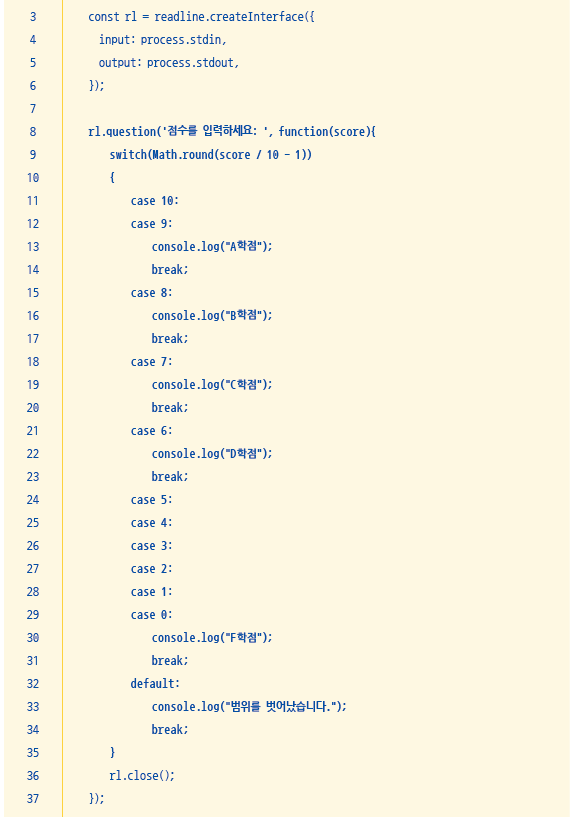 3 const rl = readline.createInterface({
4 input: process.stdin,
5 output: process.stdout,
6 });
7
8 rl.question('점수를 입력하세요: ', function(score){
9 switch(Math.round(score / 10 - 1))
10 {
11 case 10:
12 case 9:
13 console.log("A학점");
14 break;
15 case 8:
16 console.log("B학점");
17 break;
18 case 7:
19 console.log("C학점");
20 break;
21 case 6:
22 console.log("D학점");
23 break;
24 case 5:
25 case 4:
26 case 3:
27 case 2:
28 case 1:
29 case 0:
30 console.log("F학점");
31 break;
32 default:
33 console.log("범위를 벗어났습니다.");
34 break;
35 }
36 rl.close();
37 });